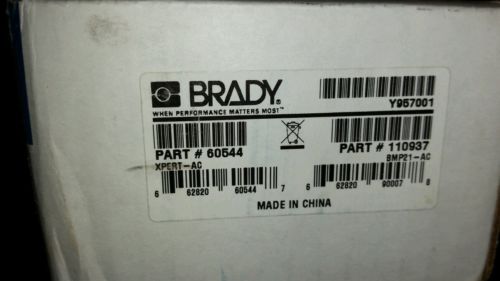 BRADY®
WHEN PERFORMANCE MATTERS MOST™
Y957001
PART # 60544
XPERT-AC
PART # 110937
BMP21-AC
6 62820 60544 7
6 62820 90007 8
MADE IN CHINA